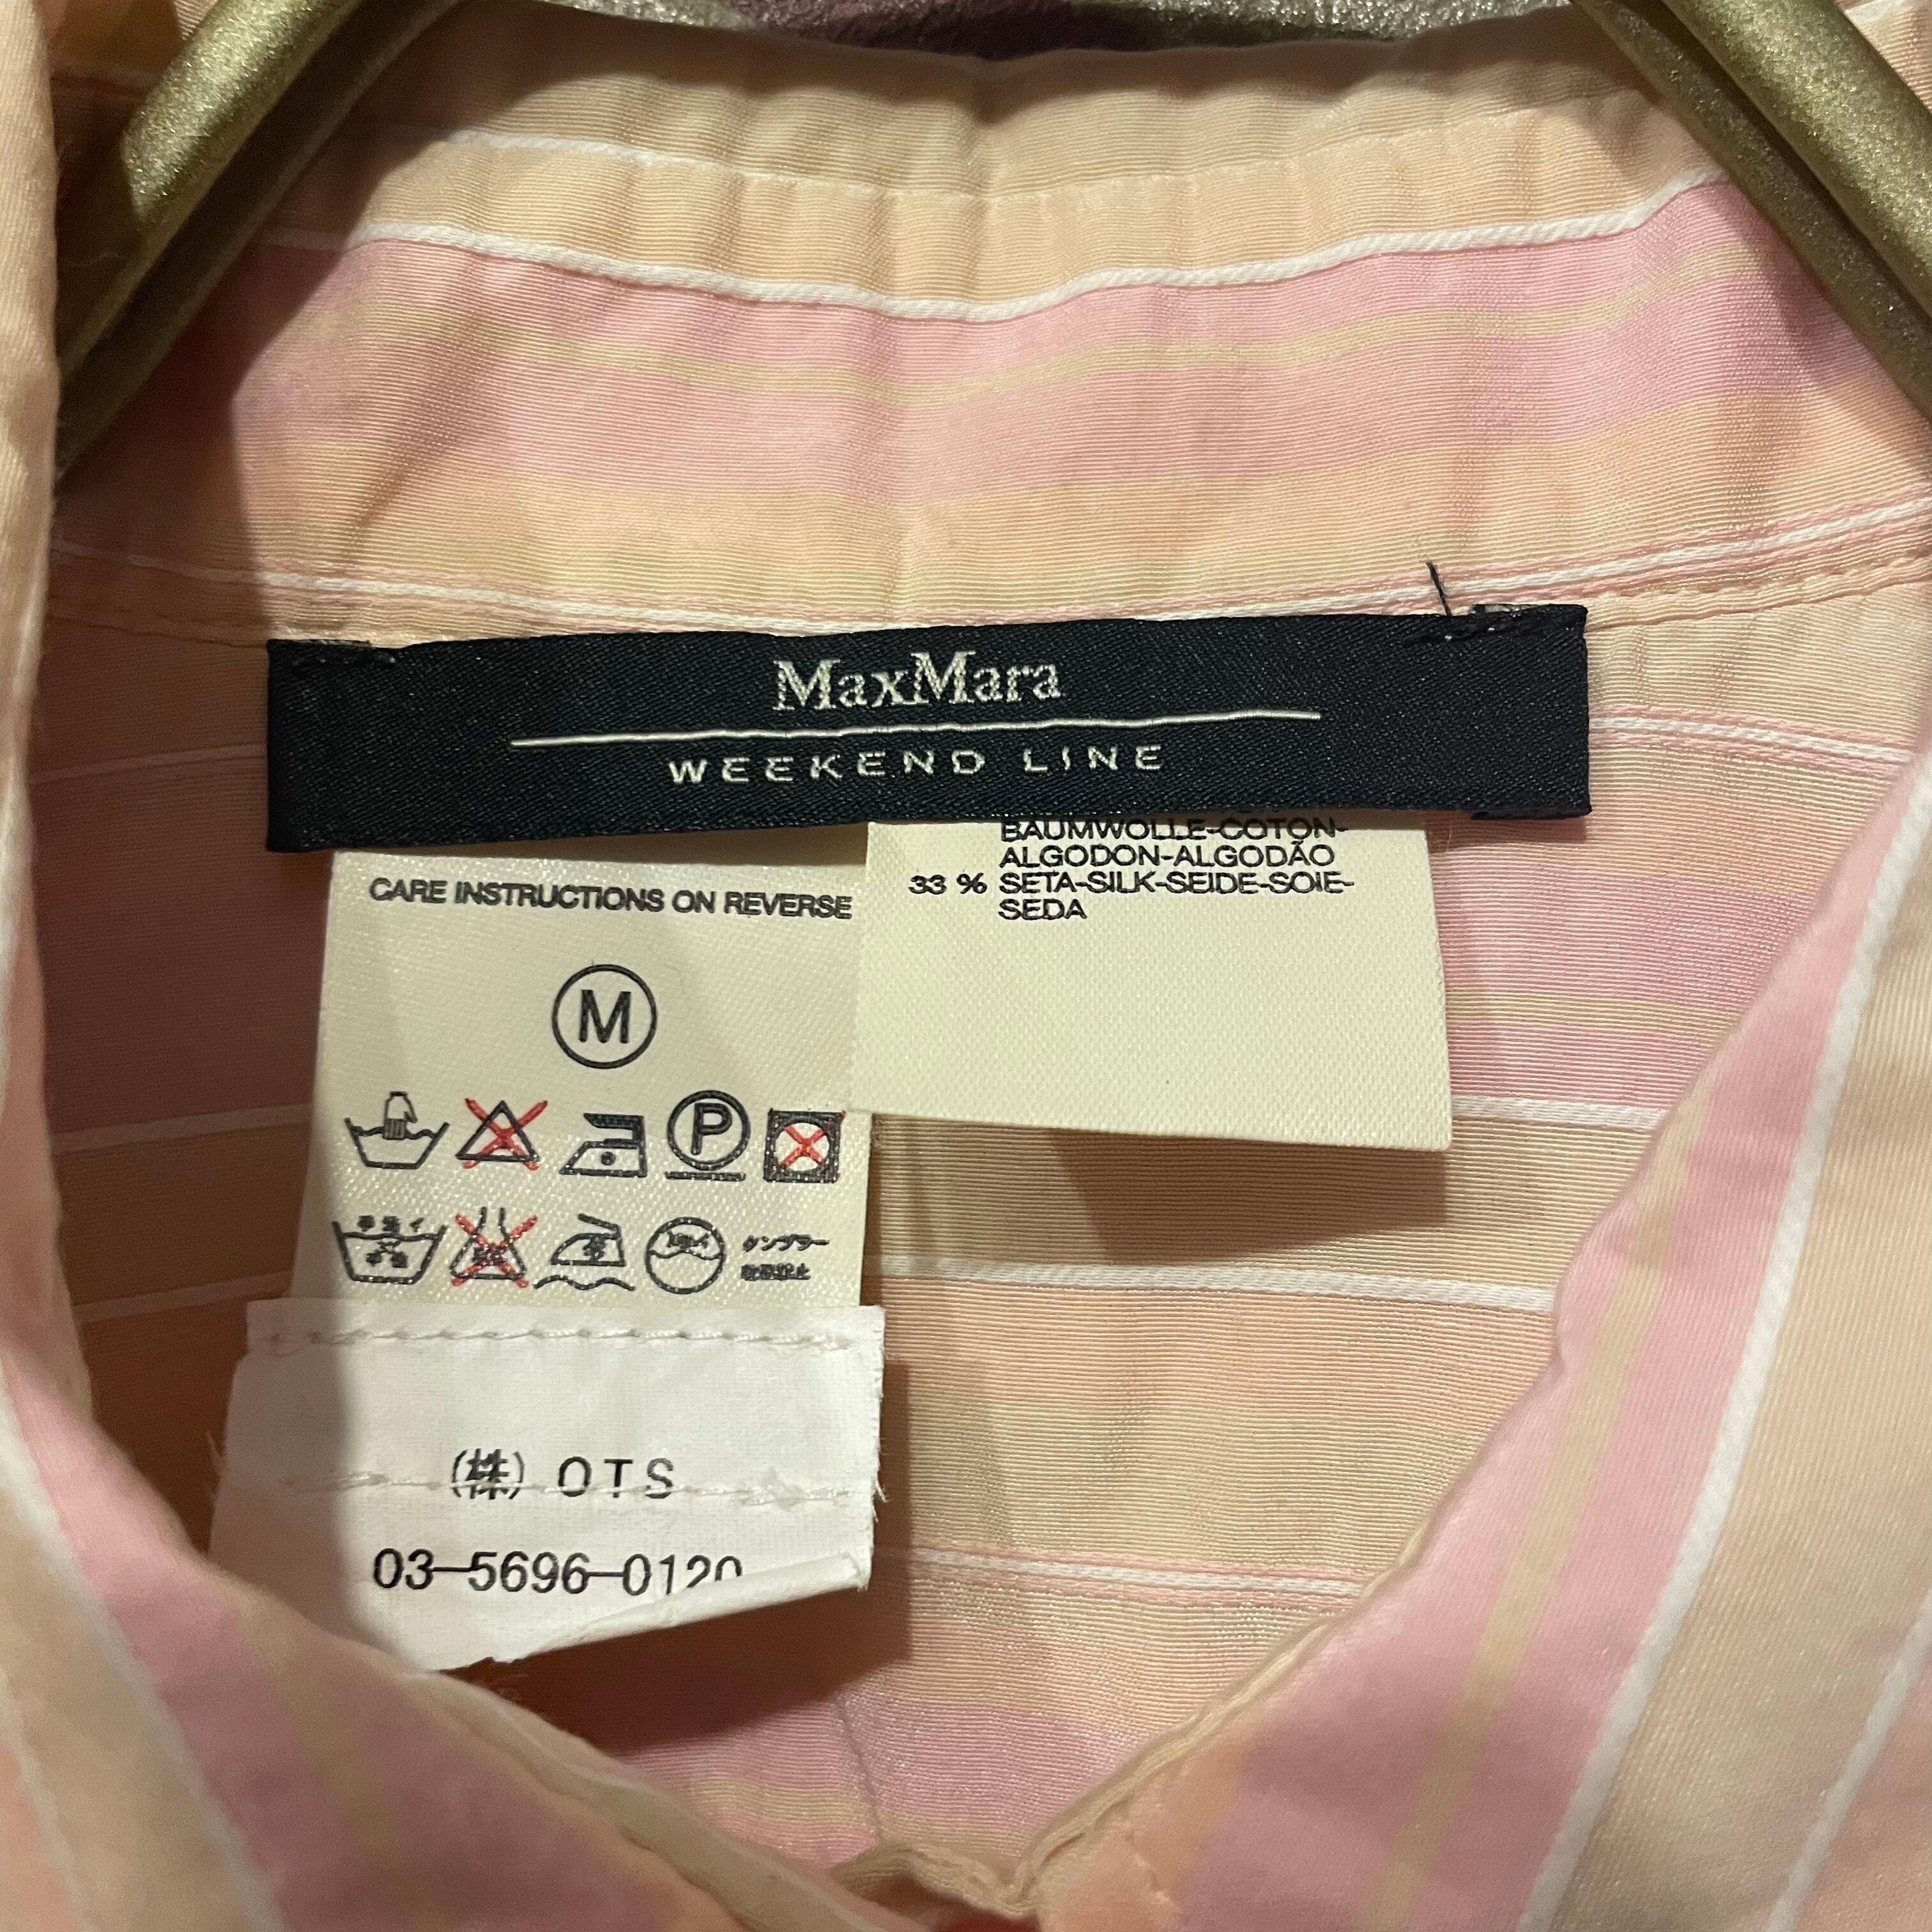 MaxMara
WEEKEND LINE
BAUMWOLLE-COTON-
ALGODON-ALGODÃO
33 % SETA-SILK-SEIDE-SOIE-
SEDA
CARE INSTRUCTIONS ON REVERSE
M
P
タンブラー
(株) OTS
03-5696-0120